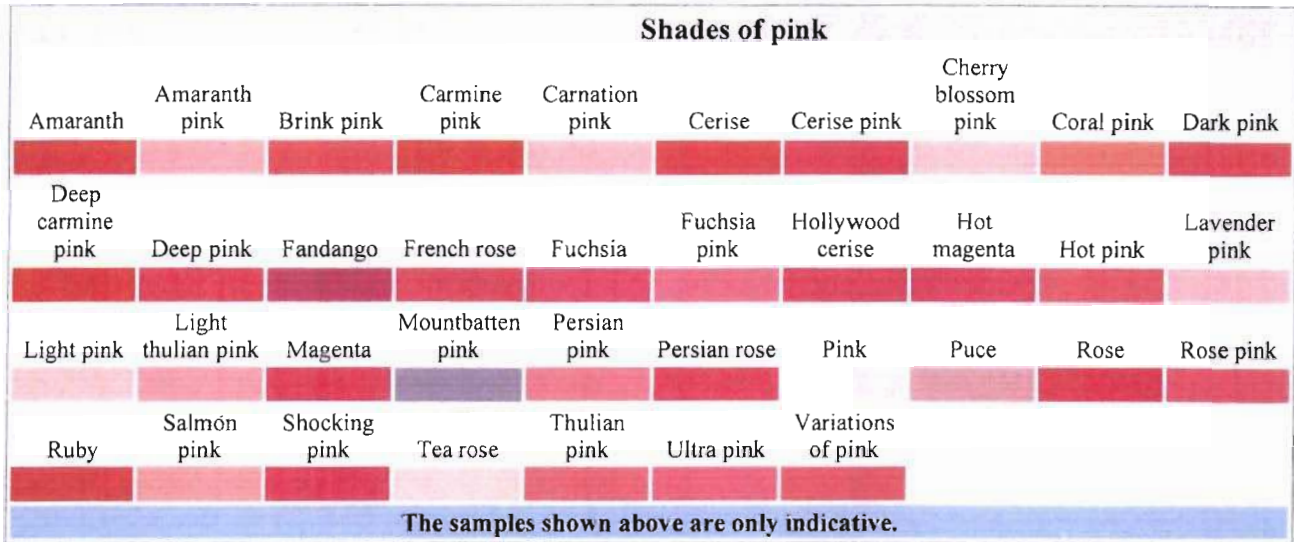 Shades of pink
Amaranth
Amaranth
pink
Brink pink
Carmine
pink
Carnation
pink
Cerise
Cerise pink
Cherry
blossom
pink
Coral pink
Dark pink
Deep
carmine
pink
Deep pink
Fandango
French rose
Fuchsia
Fuchsia
pink
Hollywood
cerise
Hot
magenta
Hot pink
Lavender
pink
Light pink
Light
thulian pink
Magenta
Mountbatten
pink
Persian
pink
Persian rose
Pink
Puce
Rose
Rose pink
Ruby
Salmon
pink
Shocking
pink
Tea rose
Thulian
pink
Ultra pink
Variations
of pink
The samples shown above are only indicative.